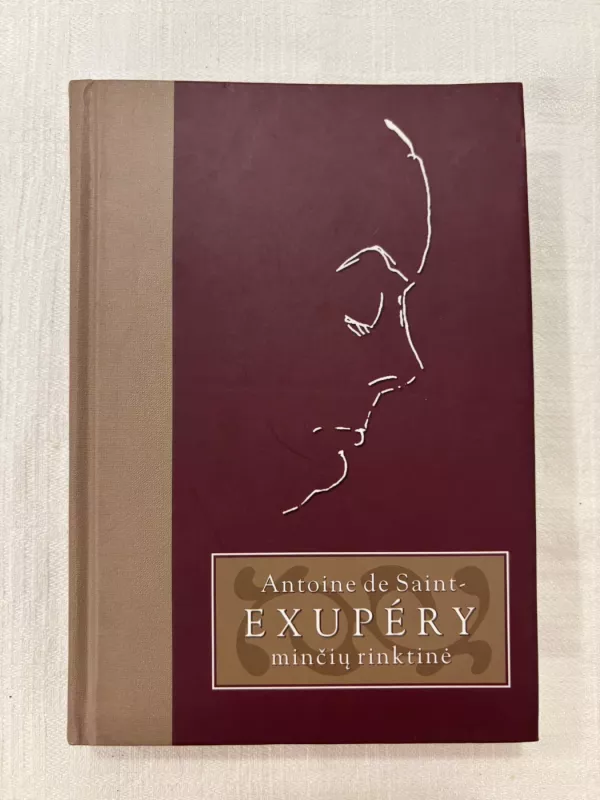 Antoine de Saint-
EXUPÉRY
minčių rinktinė